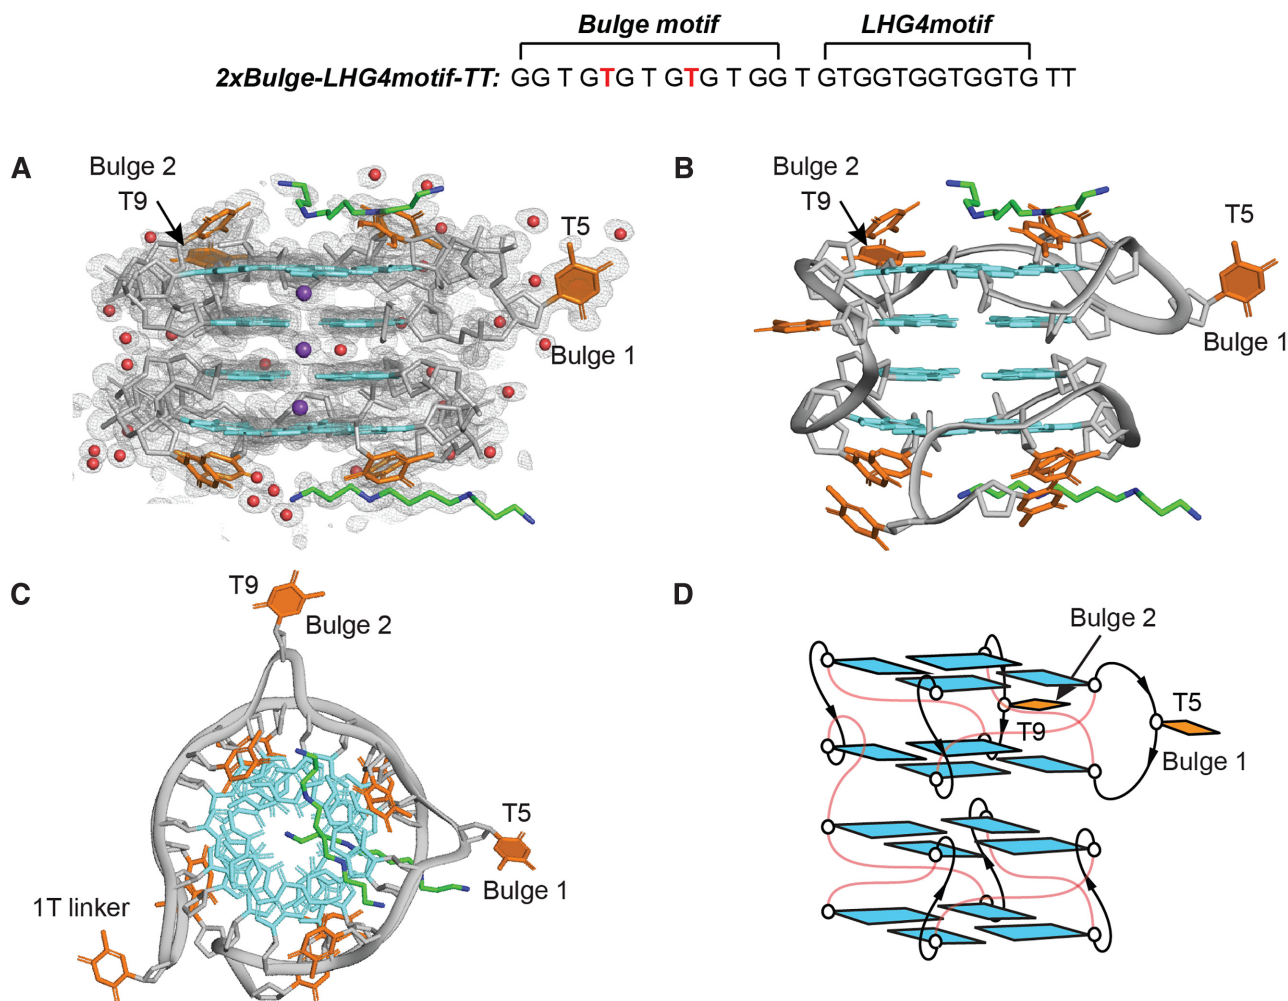 Bulge motif LHG4motif
2xBulge-LHG4motif-TT: GG T GTG T GTG T GG T GTGGTGGTGGTG TT
A
Bulge 2
T9
T5
Bulge 1
B
Bulge 2
T9
T5
Bulge 1
C
T9
Bulge 2
T5
Bulge 1
1T linker
D
Bulge 2
T5
T9
Bulge 1